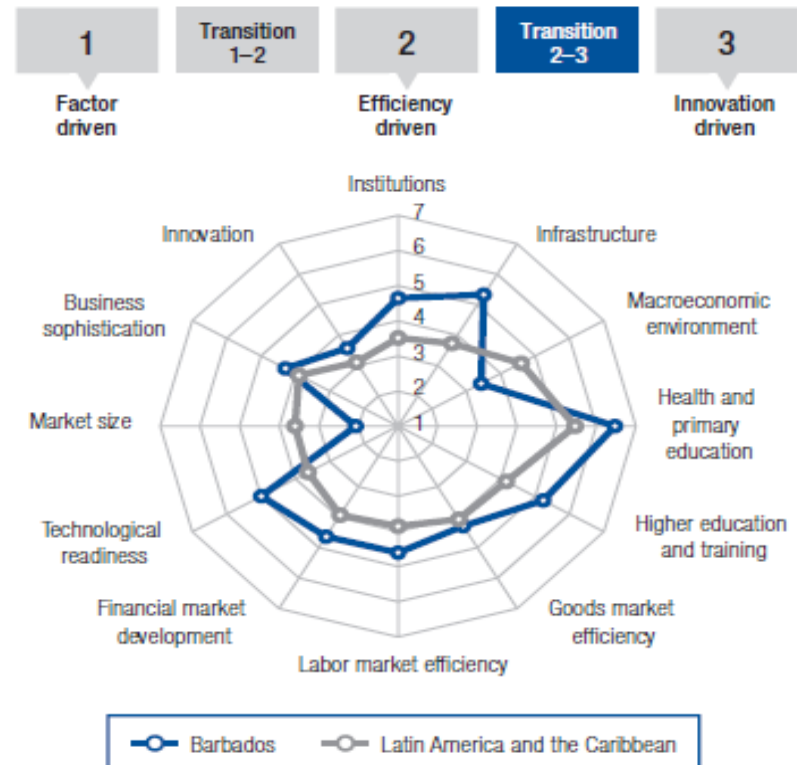 1
Transition
1–2
2
Transition
2–3
3
Factor
driven
Efficiency
driven
Innovation
driven
Institutions
7
6
5
4
3
2
1
Innovation
Infrastructure
Business
sophistication
Macroeconomic
environment
Market size
Health and
primary
education
Technological
readiness
Higher education
and training
Financial market
development
Goods market
efficiency
Labor market efficiency
Barbados
Latin America and the Caribbean